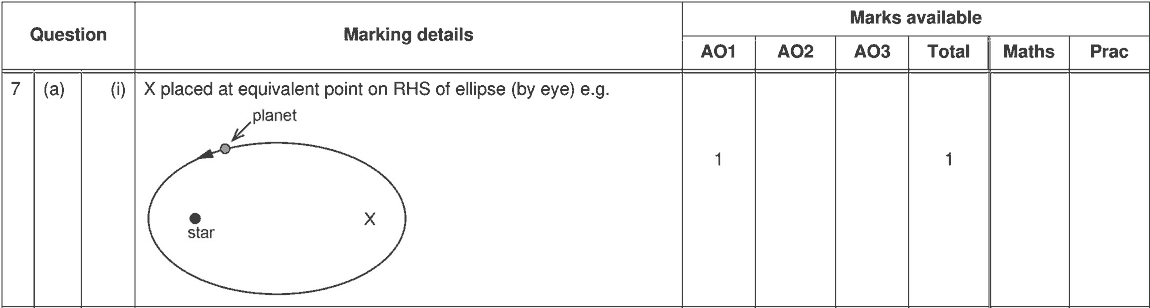 Question
Marking details
Marks available
AO1 AO2 AO3 Total Maths Prac
7 (a) (i) X placed at equivalent point on RHS of ellipse (by eye) e.g.
planet
1 1
X
star